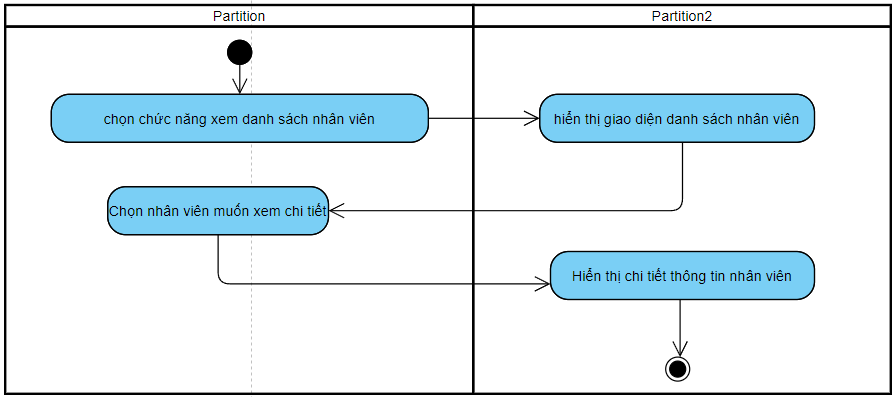 Partition
Partition2
chọn chức năng xem danh sách nhân viên
hiển thị giao diện danh sách nhân viên
Chọn nhân viên muốn xem chi tiết
Hiển thị chi tiết thông tin nhân viên